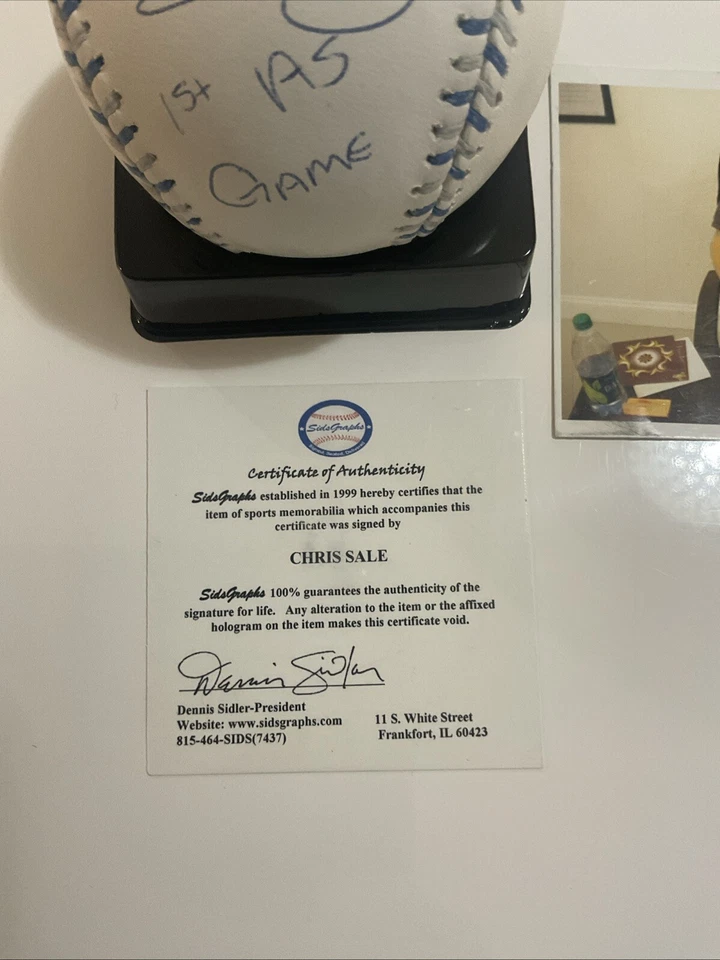 1st AS
GAME
SidsGraphs
Certificate of Authenticity
SidsGraphs established in 1999 hereby certifies that the
item of sports memorabilia which accompanies this
certificate was signed by
CHRIS SALE
SidsGraphs 100% guarantees the authenticity of the
signature for life. Any alteration to the item or the affixed
hologram on the item makes this certificate void.
Dennis Sidler
Dennis Sidler-President
Website: www.sidsgraphs.com
815-464-SIDS(7437)
11 S. White Street
Frankfort, IL 60423